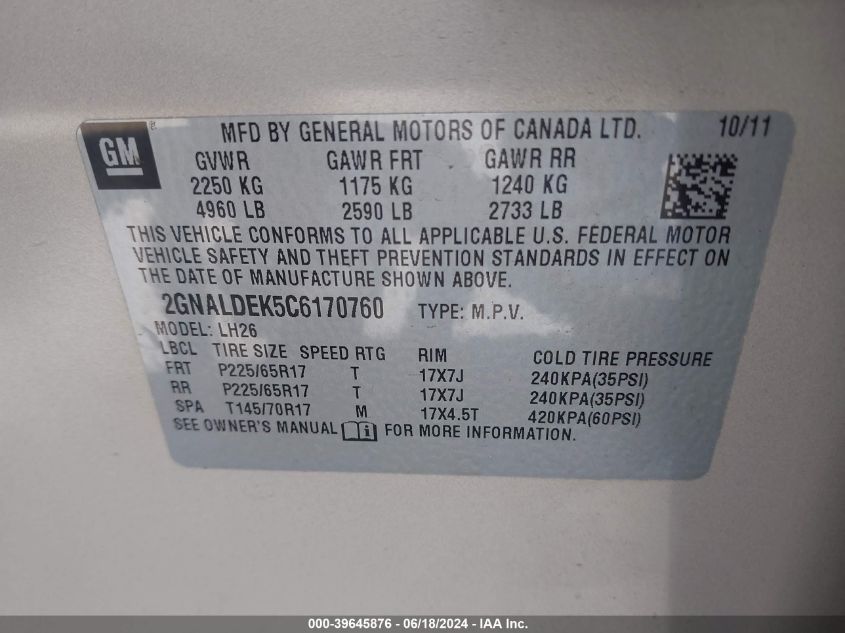 GM
MFD BY GENERAL MOTORS OF CANADA LTD. 10/11
GVWR GAWR FRT GAWR RR
2250 KG 1175 KG 1240 KG
4960 LB 2590 LB 2733 LB
THIS VEHICLE CONFORMS TO ALL APPLICABLE U.S. FEDERAL MOTOR
VEHICLE SAFETY AND THEFT PREVENTION STANDARDS IN EFFECT ON
THE DATE OF MANUFACTURE SHOWN ABOVE.
2GNALDEK5C6170760 TYPE: M.P.V.
MODEL: LH26
LBCL TIRE SIZE SPEED RTG RIM COLD TIRE PRESSURE
FRT P225/65R17 T 17X7J 240KPA(35PSI)
RR P225/65R17 T 17X7J 240KPA(35PSI)
SPA T145/70R17 M 17X4.5T 420KPA(60PSI)
SEE OWNER'S MANUAL i FOR MORE INFORMATION.
000-39645876 / 06/18/2024 - IAA Inc.